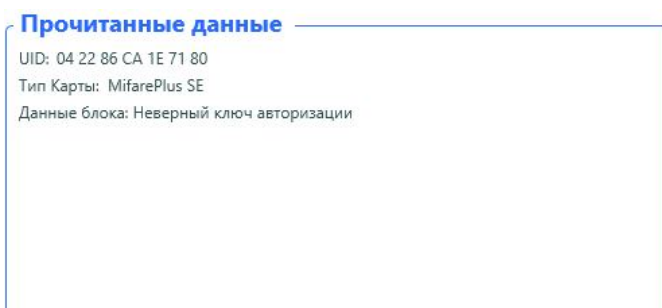 Прочитанные данные
UID: 04 22 86 CA 1E 71 80
Тип Карты: MifarePlus SE
Данные блока: Неверный ключ авторизации